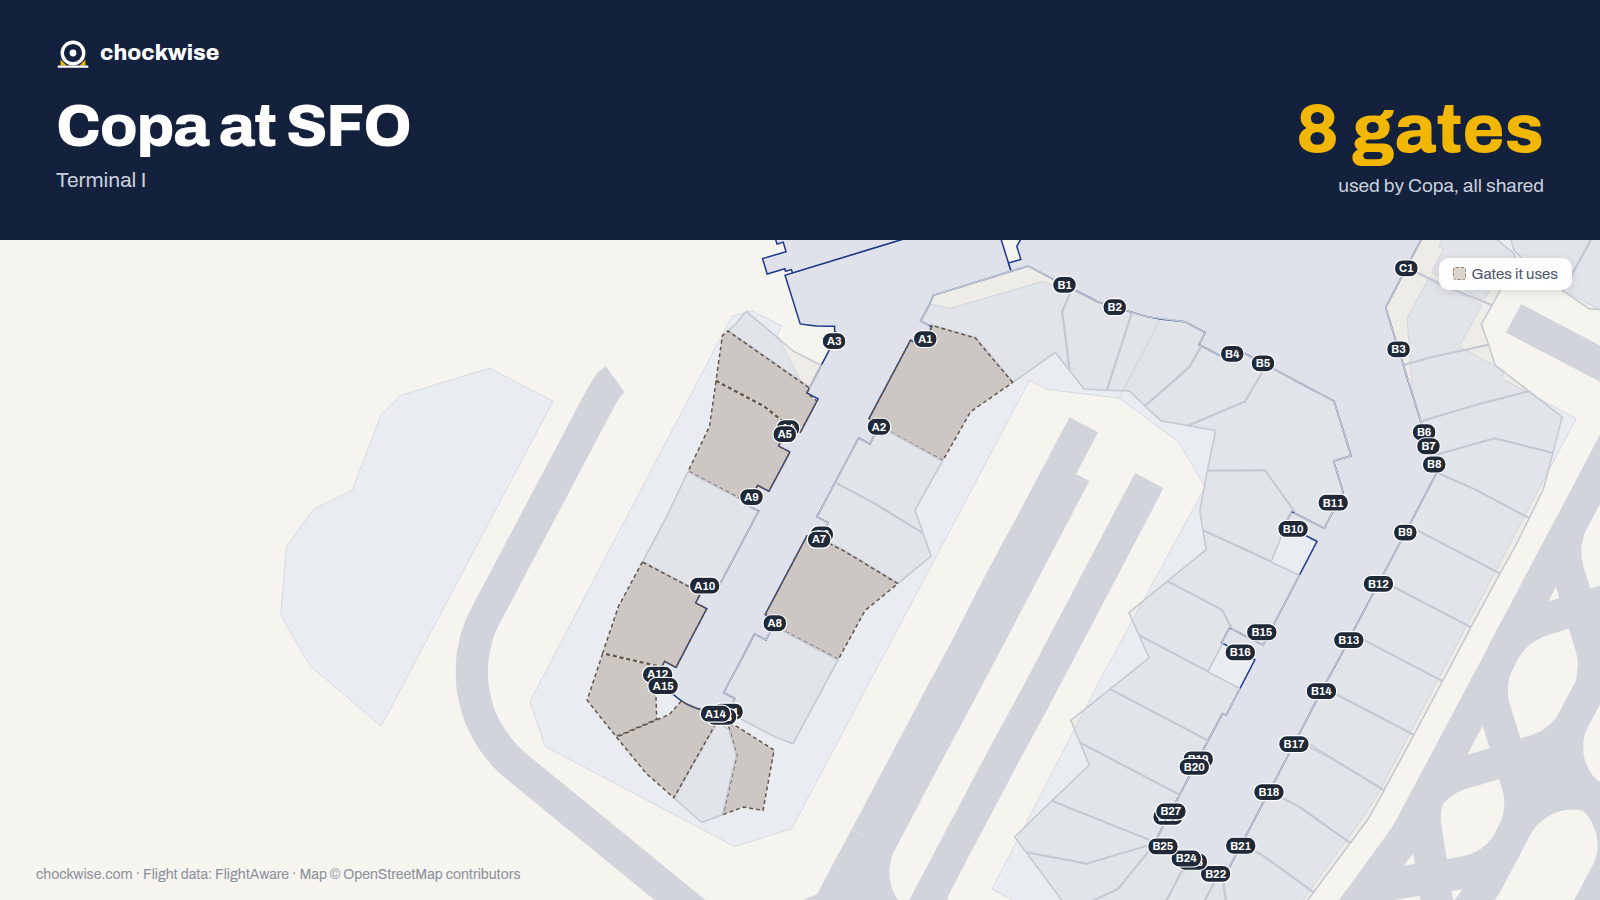 chockwise
Copa at SFO
Terminal I
8 gates
used by Copa, all shared
Gates it uses
C1
B1
B2
A3
A1
B3
B4
B5
A2
A5
B6
B7
B8
A9
B11
B10
B9
A7
A10
B12
A8
B15
B13
B16
A12
A15
B14
A14
B17
B20
B18
B27
B25
B21
B24
B22
chockwise.com · Flight data: FlightAware · Map © OpenStreetMap contributors